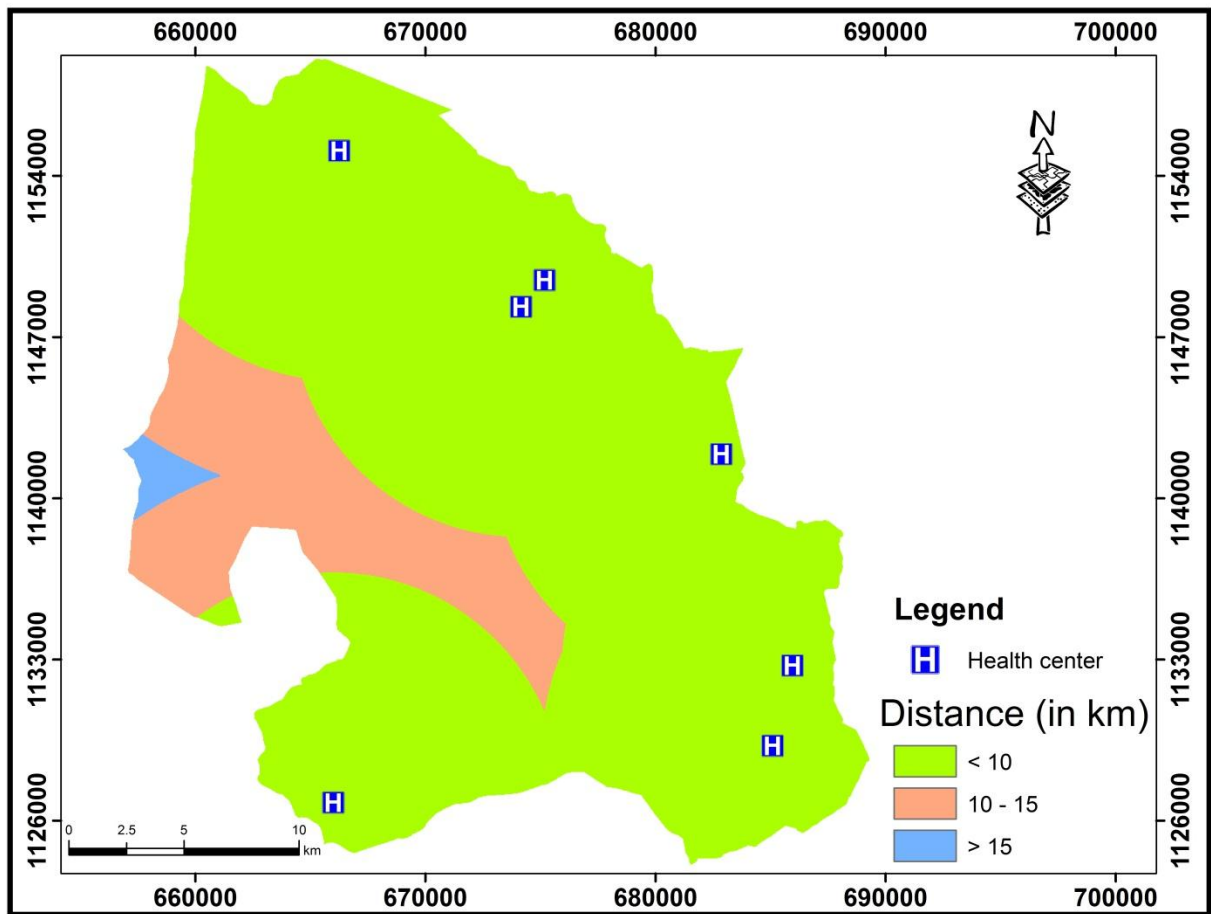 660000 670000 680000 690000 700000
N
1154000 1154000
1147000 1147000
1140000 1140000
1133000 1133000
1126000 1126000
H
H
H
H
H
H
H
Legend
H Health center
Distance (in km)
< 10
10 - 15
> 15
0 2.5 5 10
km
660000 670000 680000 690000 700000